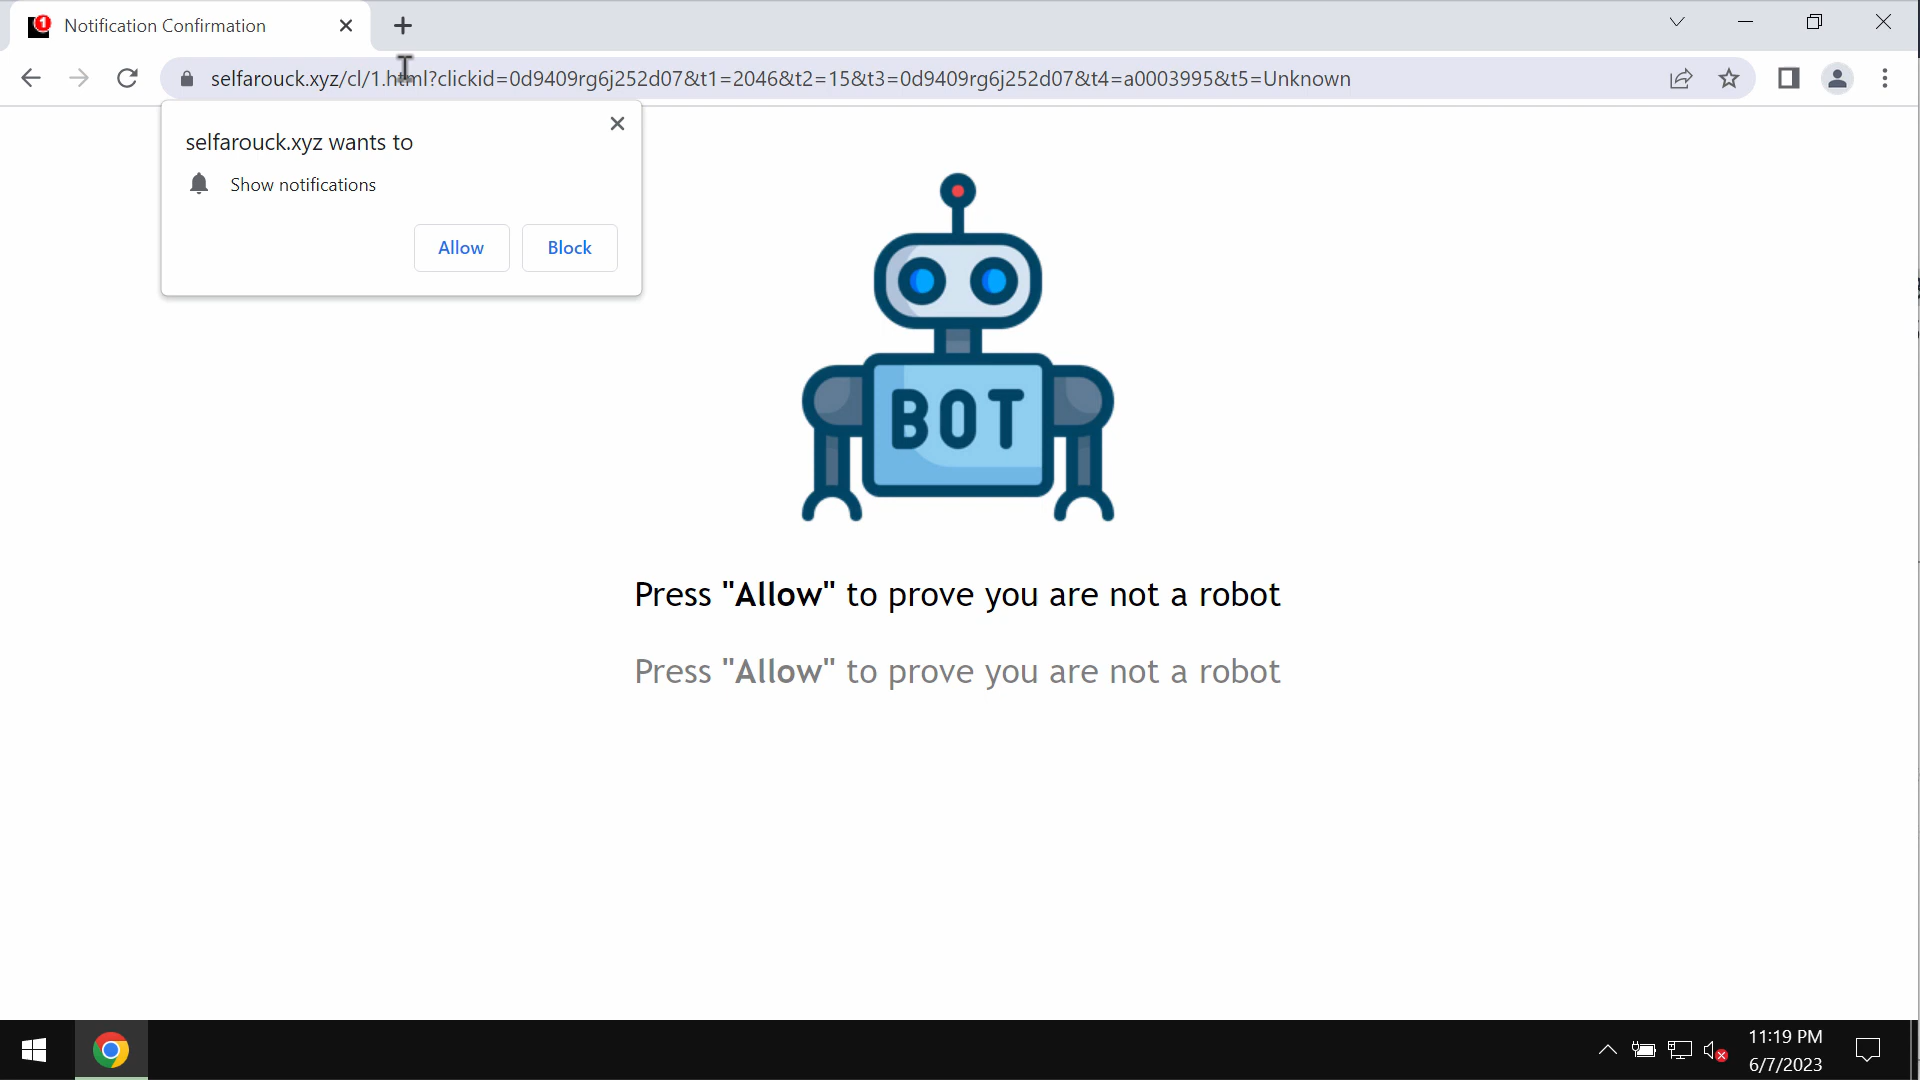 1
Notification Confirmation
selfarouck.xyz/cl/1.html?clickid=0d9409rg6j252d07&t1=2046&t2=15&t3=0d9409rg6j252d07&t4=a0003995&t5=Unknown
selfarouck.xyz wants to
Show notifications
Allow
Block
BOT
Press "Allow" to prove you are not a robot
Press "Allow" to prove you are not a robot
11:19 PM
6/7/2023